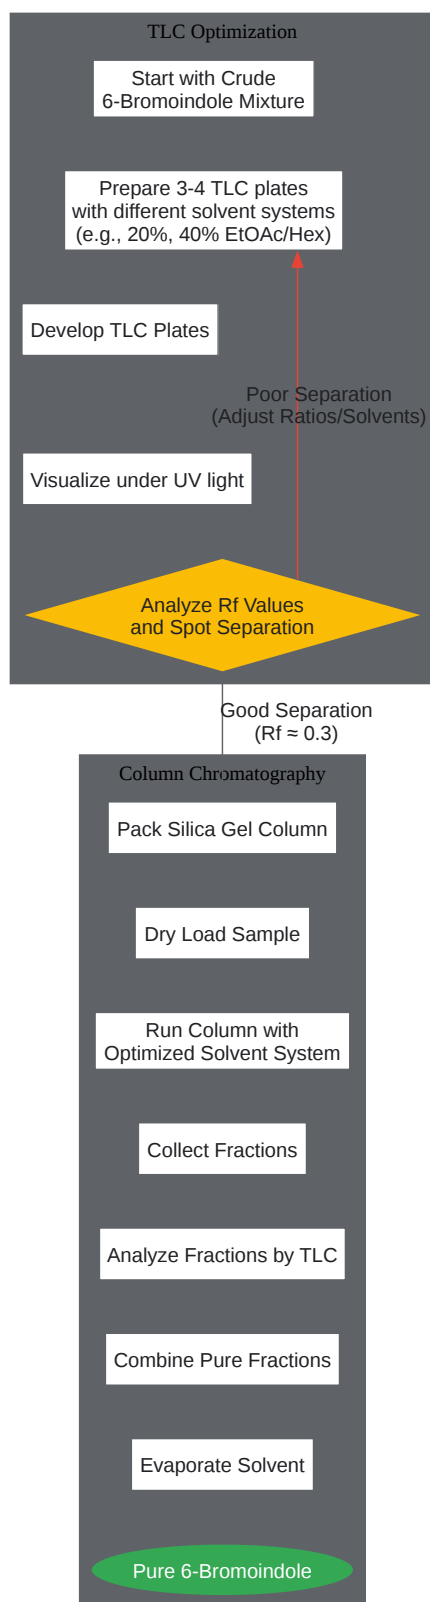 TLC Optimization
Start with Crude
6-Bromoindole Mixture
Prepare 3-4 TLC plates
with different solvent systems
(e.g., 20%, 40% EtOAc/Hex)
Develop TLC Plates
Poor Separation
(Adjust Ratios/Solvents)
Visualize under UV light
Analyze Rf Values
and Spot Separation
Good Separation
(Rf ≈ 0.3)
Column Chromatography
Pack Silica Gel Column
Dry Load Sample
Run Column with
Optimized Solvent System
Collect Fractions
Analyze Fractions by TLC
Combine Pure Fractions
Evaporate Solvent
Pure 6-Bromoindole